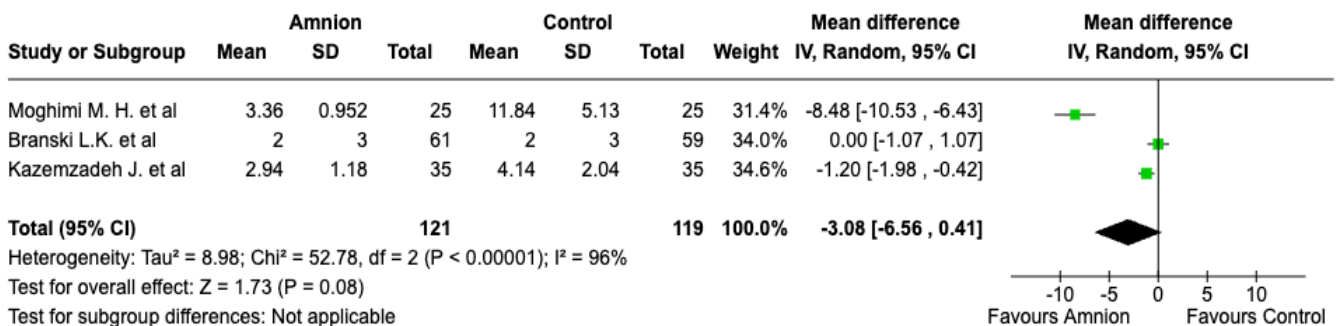 Amnion Control Mean difference Mean difference
Study or Subgroup Mean SD Total Mean SD Total Weight IV, Random, 95% CI IV, Random, 95% CI
Moghimi M. H. et al 3.36 0.952 25 11.84 5.13 25 31.4% -8.48 [-10.53 , -6.43]
Branski L.K. et al 2 3 61 2 3 59 34.0% 0.00 [-1.07 , 1.07]
Kazemzadeh J. et al 2.94 1.18 35 4.14 2.04 35 34.6% -1.20 [-1.98 , -0.42]
Total (95% CI) 121 119 100.0% -3.08 [-6.56 , 0.41]
Heterogeneity: Tau² = 8.98; Chi² = 52.78, df = 2 (P < 0.00001); I² = 96%
Test for overall effect: Z = 1.73 (P = 0.08)
-10 -5 0 5 10
Test for subgroup differences: Not applicable Favours Amnion Favours Control